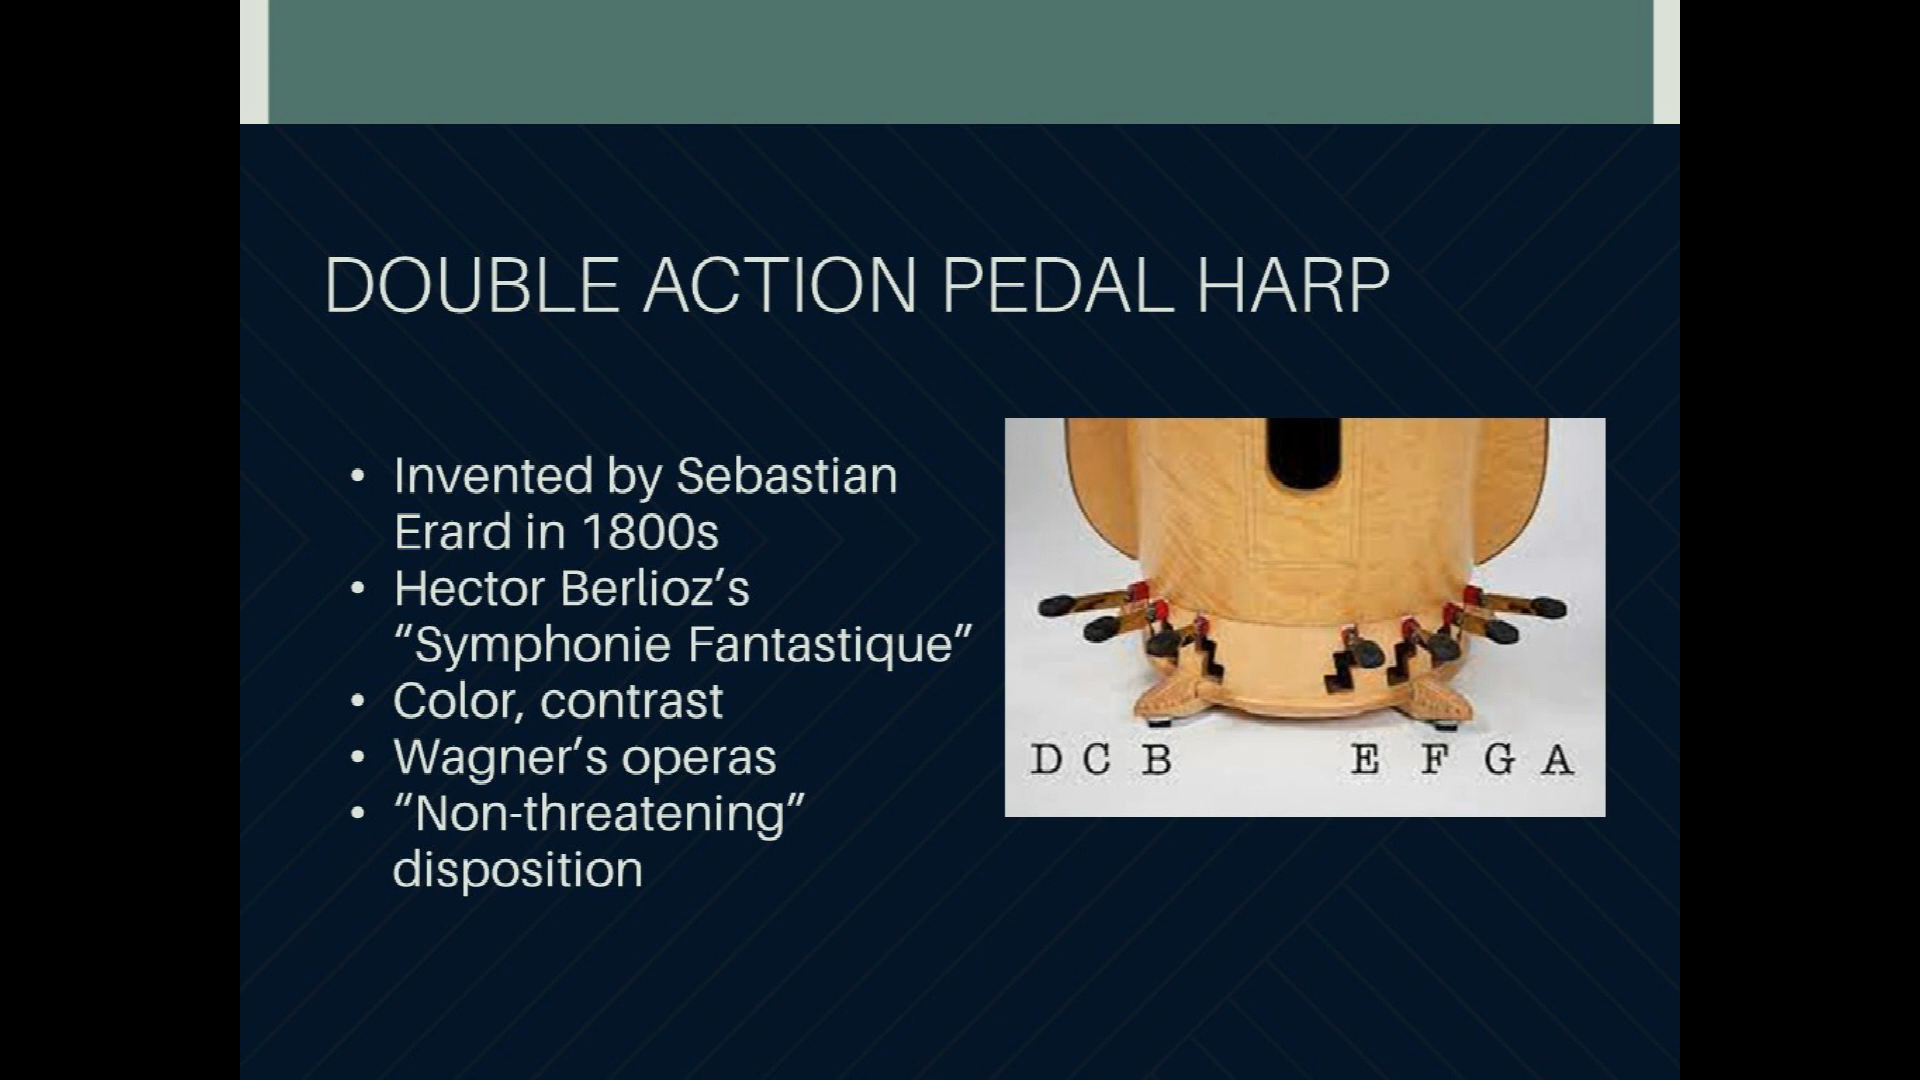 DOUBLE ACTION PEDAL HARP
• Invented by Sebastian
Erard in 1800s
• Hector Berlioz’s
“Symphonie Fantastique”
• Color, contrast
• Wagner’s operas
• “Non-threatening”
disposition
D C B E F G A